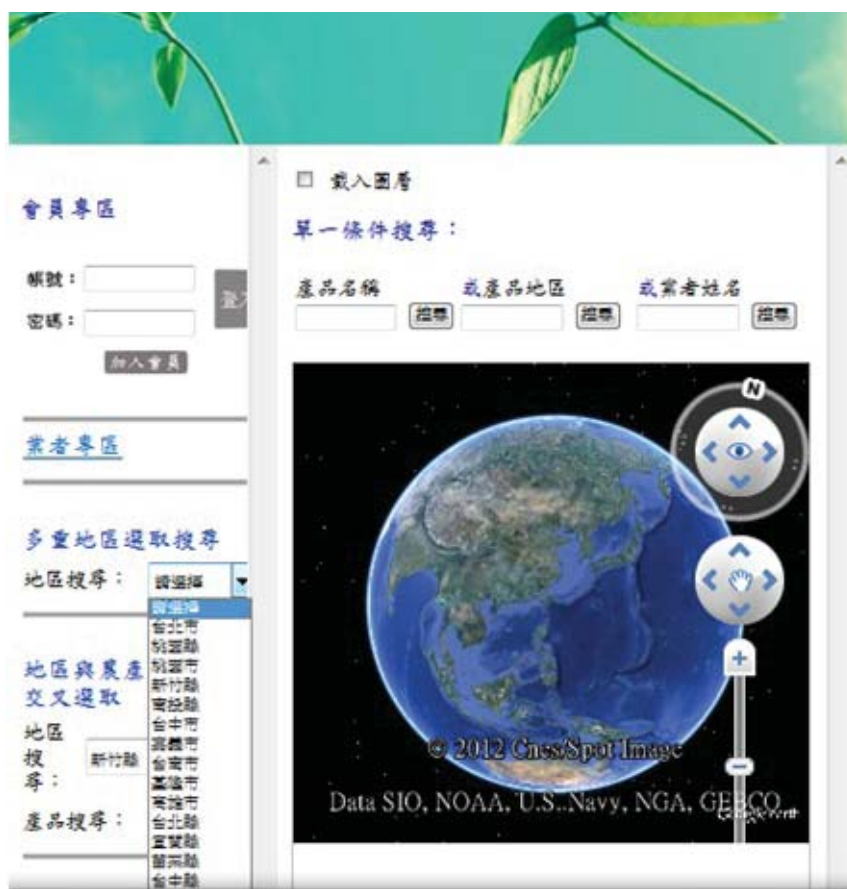 會員專區
帳號：
密碼：
登入
加入會員
業者專區
多重地區選取搜尋
地區搜尋：
請選擇
請選擇
台北市
桃園縣
桃園市
新竹縣
南投縣
台中市
嘉義市
台南市
基隆市
高雄市
台北縣
宜蘭縣
苗栗縣
台中縣
地區與農產
交叉選取
地區
搜
尋：
新竹縣
產品搜尋：
載入圖層
單一條件搜尋：
產品名稱 或產品地區 或業者姓名
搜尋 搜尋 搜尋
N
© 2012 Cnes/Spot Image
Data SIO, NOAA, U.S. Navy, NGA, GEBCO
Google earth